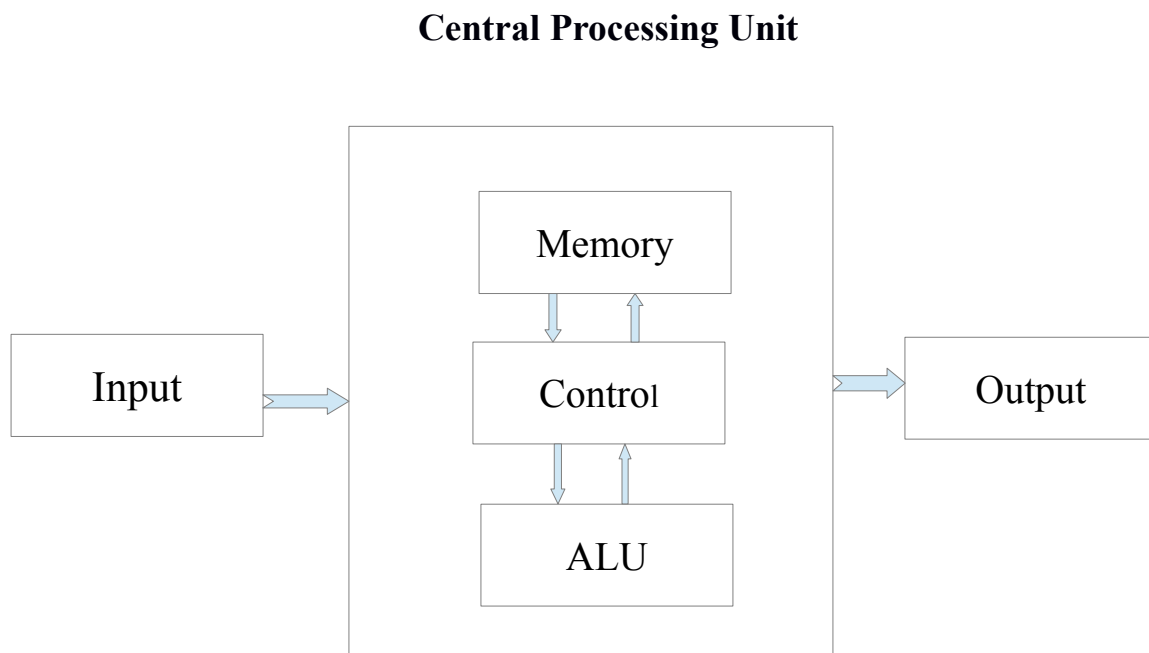 Central Processing Unit
Memory
Input
Control
Output
ALU